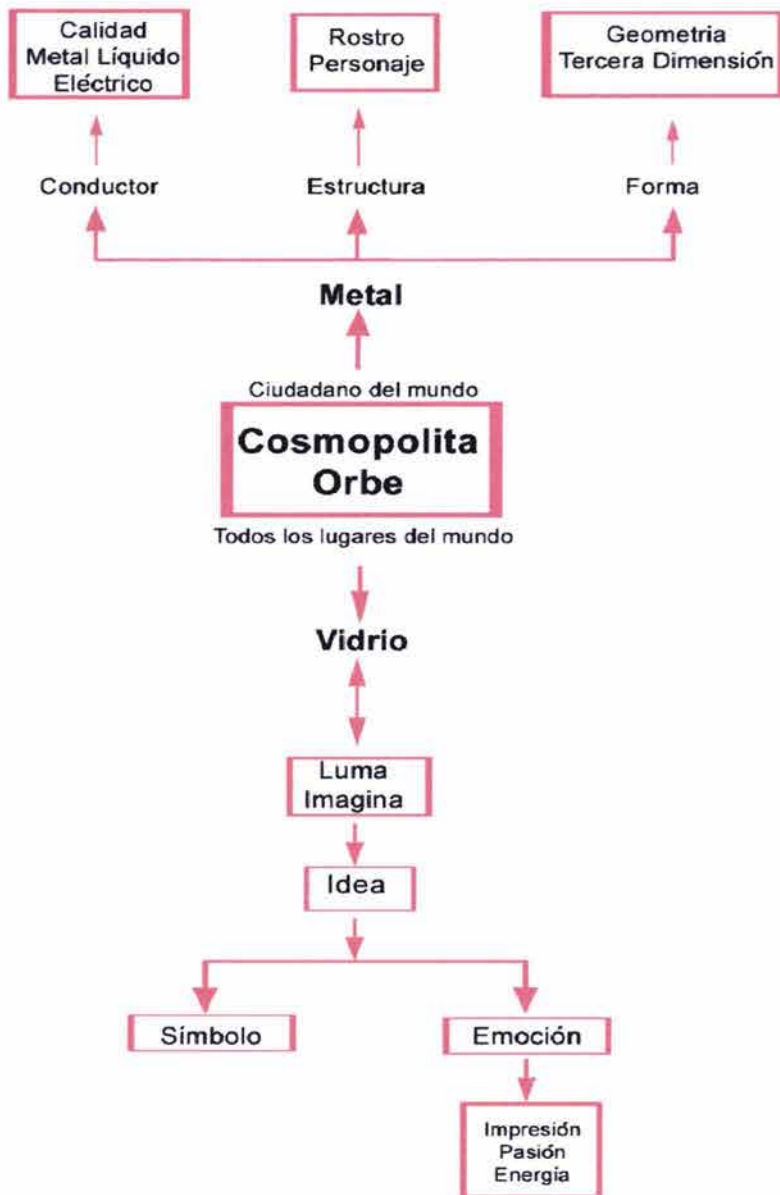 Calidad
Metal Líquido
Eléctrico
Rostro
Personaje
Geometria
Tercera Dimensión
Conductor
Estructura
Forma
Metal
Ciudadano del mundo
Cosmopolita
Orbe
Todos los lugares del mundo
Vidrio
Luma
Imagina
Idea
Símbolo
Emoción
Impresión
Pasión
Energía